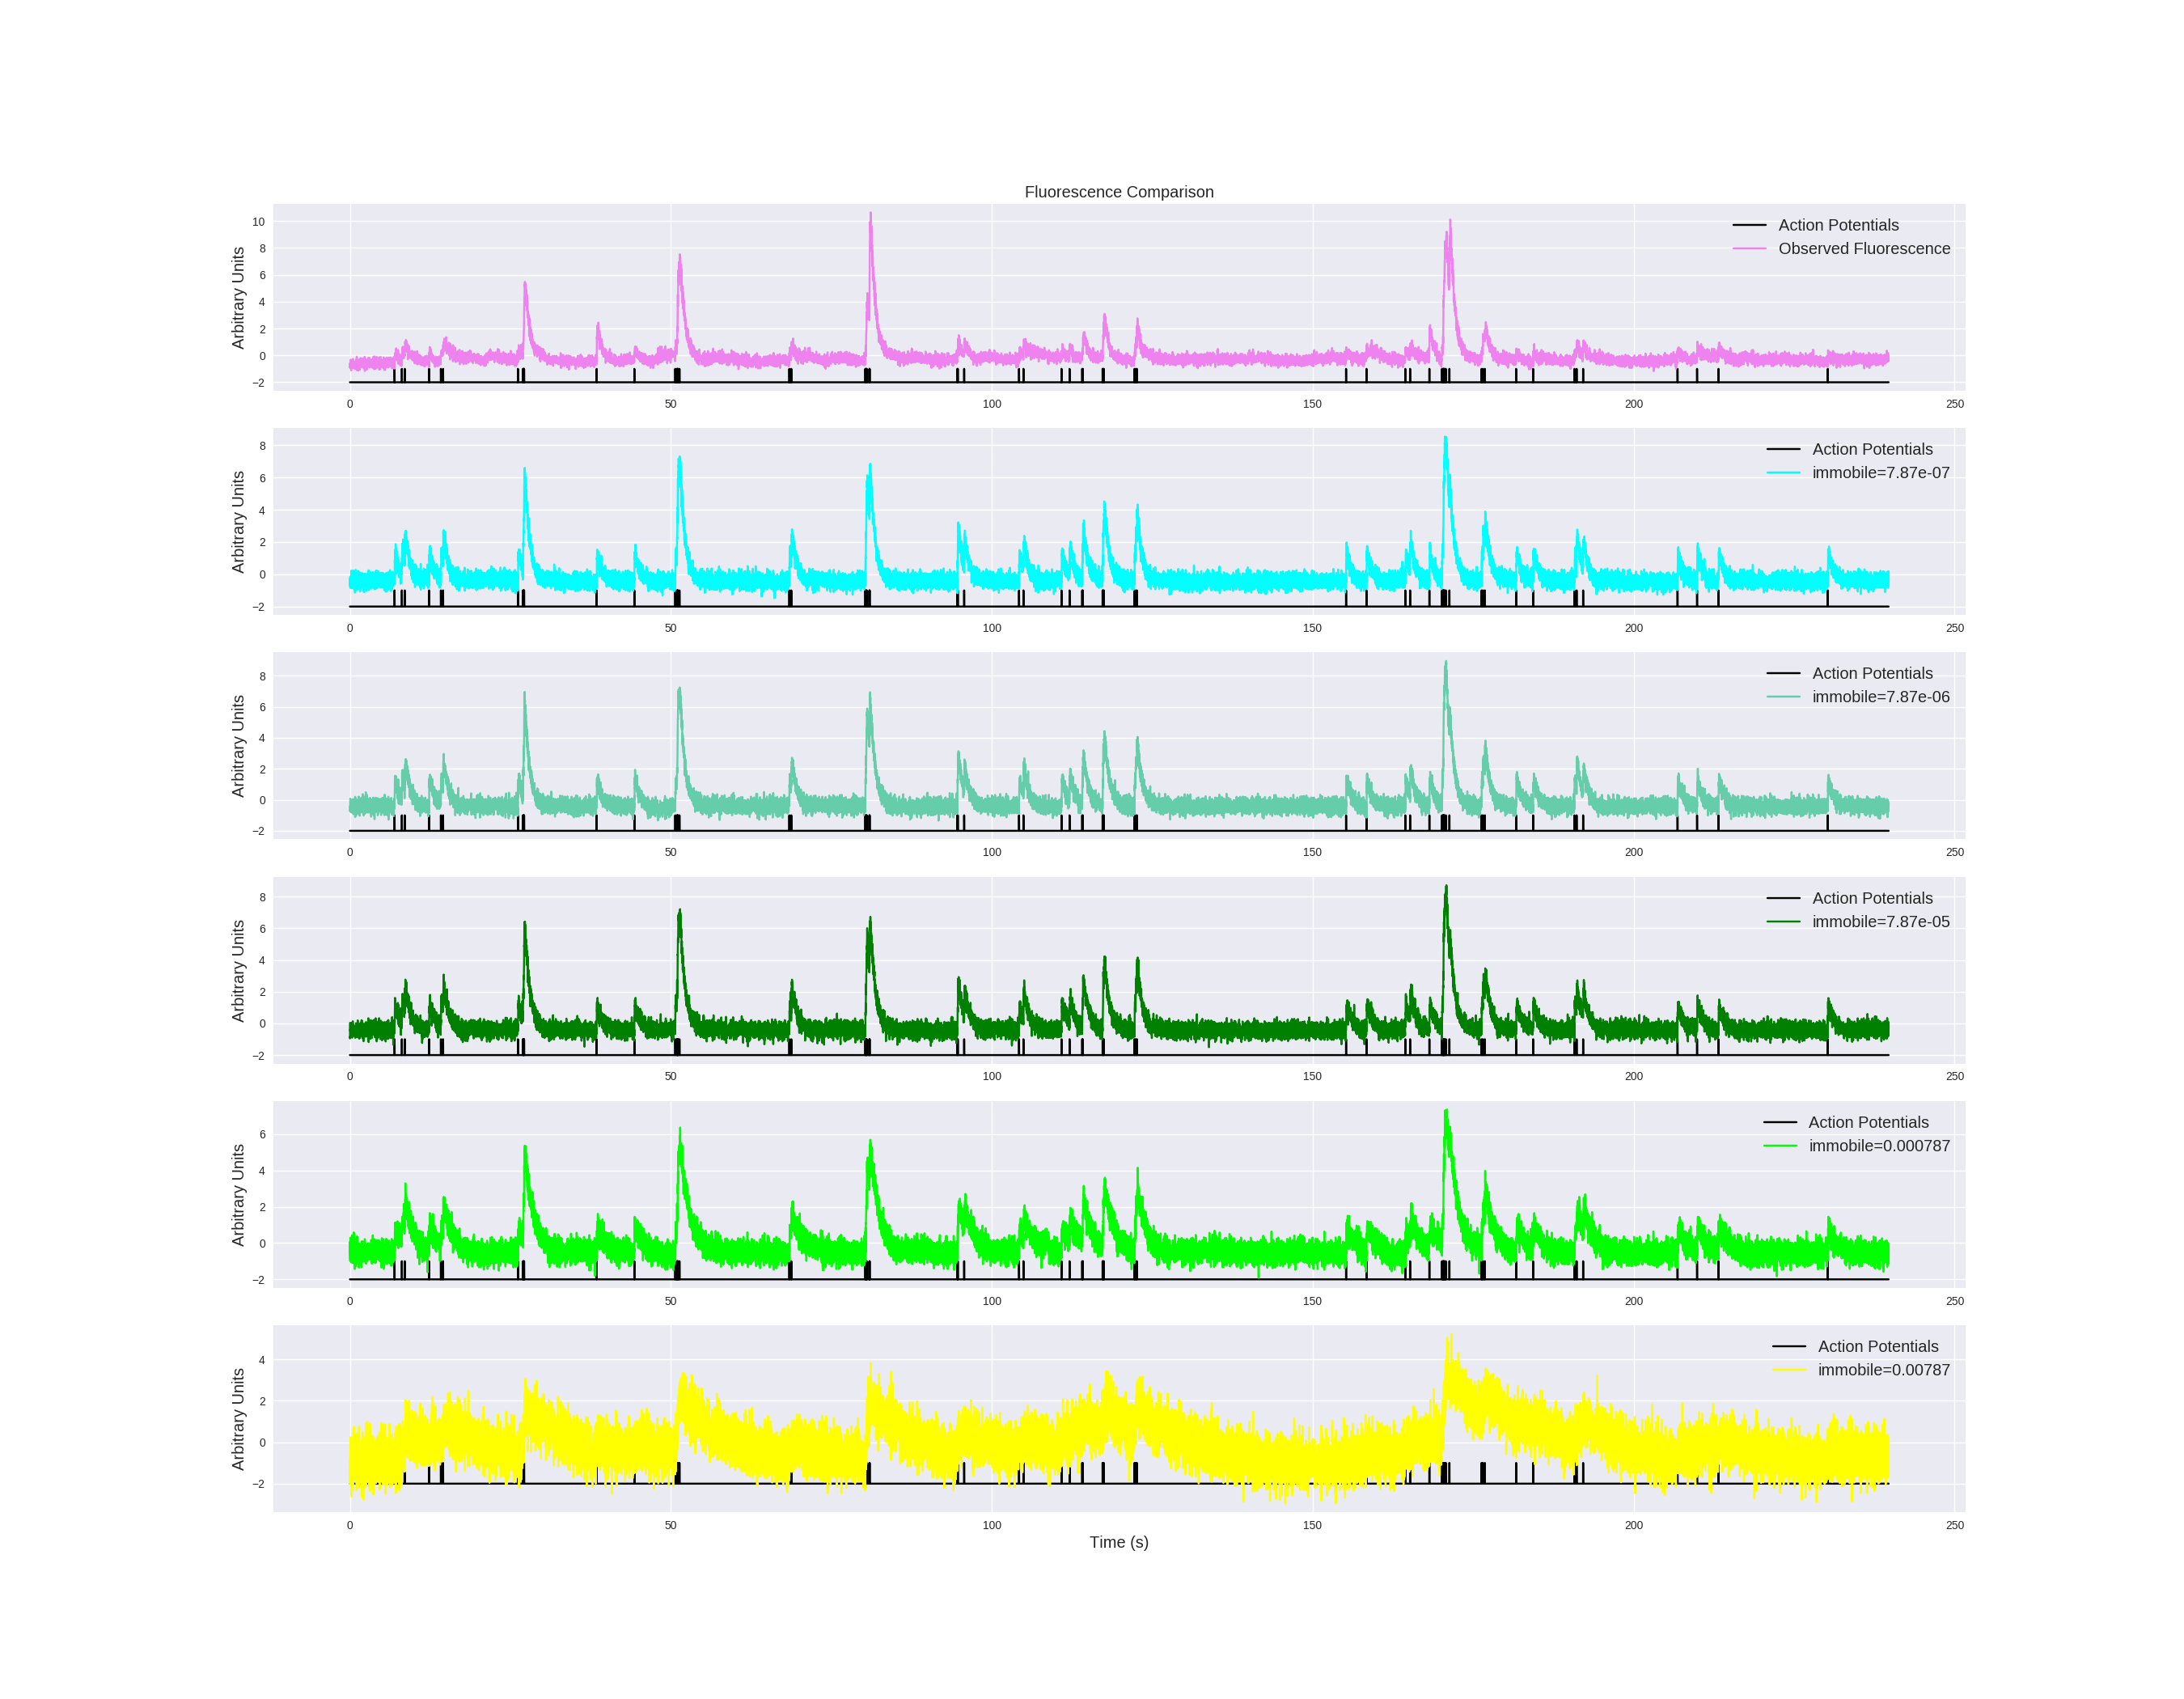 Fluorescence Comparison
Arbitrary Units
10
8
6
4
2
0
−2
Action Potentials
Observed Fluorescence
0 50 100 150 200 250
Arbitrary Units
8
6
4
2
0
−2
Action Potentials
immobile=7.87e-07
0 50 100 150 200 250
Arbitrary Units
8
6
4
2
0
−2
Action Potentials
immobile=7.87e-06
0 50 100 150 200 250
Arbitrary Units
8
6
4
2
0
−2
Action Potentials
immobile=7.87e-05
0 50 100 150 200 250
Arbitrary Units
6
4
2
0
−2
Action Potentials
immobile=0.000787
0 50 100 150 200 250
Arbitrary Units
4
2
0
−2
Action Potentials
immobile=0.00787
0 50 100 150 200 250
Time (s)